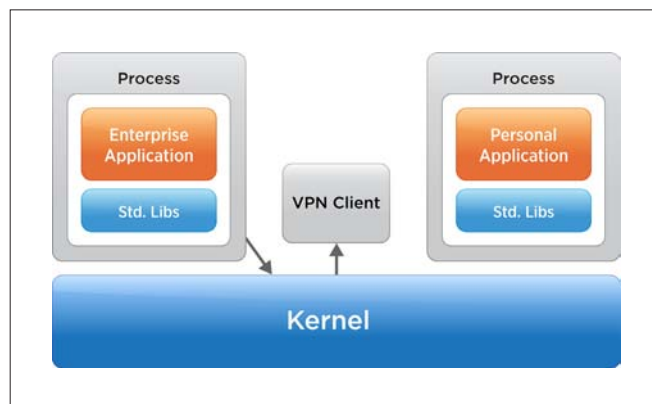 Process
Enterprise
Application
Std. Libs
VPN Client
Process
Personal
Application
Std. Libs
Kernel